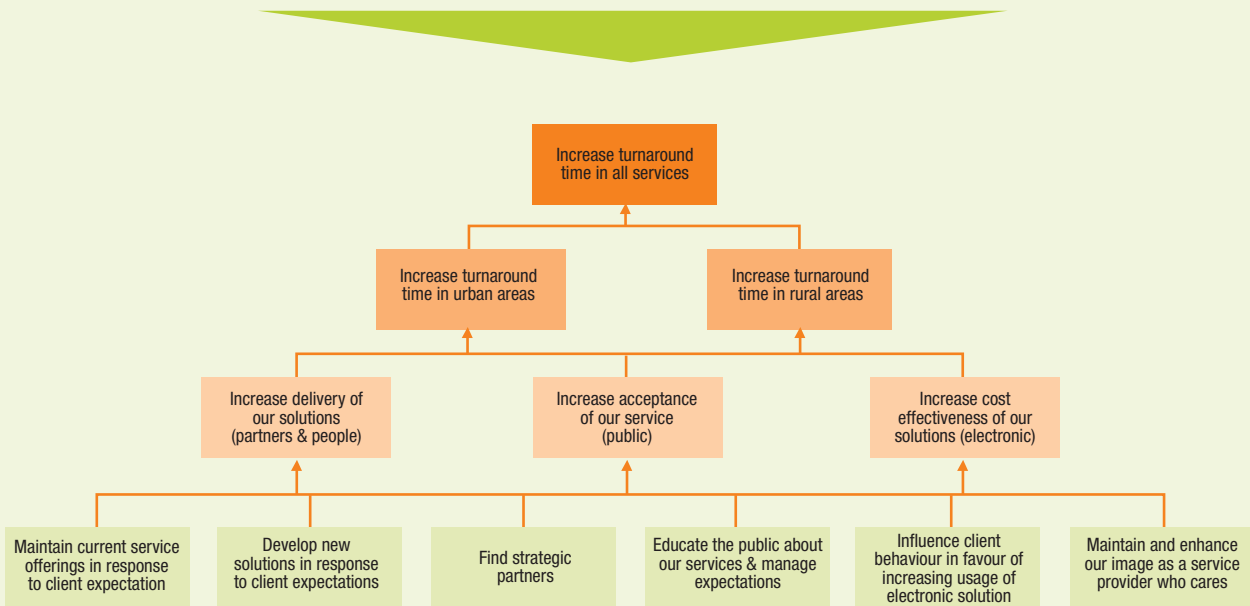 Increase turnaround
time in all services
Increase turnaround
time in urban areas
Increase turnaround
time in rural areas
Increase delivery of
our solutions
(partners & people)
Increase acceptance
of our service
(public)
Increase cost
effectiveness of our
solutions (electronic)
Maintain current service
offerings in response
to client expectation
Develop new
solutions in response
to client expectations
Find strategic
partners
Educate the public about
our services & manage
expectations
Influence client
behaviour in favour of
increasing usage of
electronic solution
Maintain and enhance
our image as a service
provider who cares